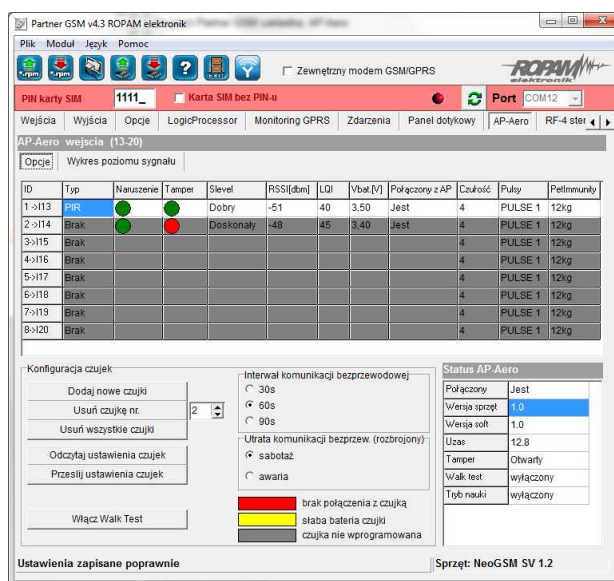 Partner GSM v4.3 ROPAM elektronik
Plik Moduł Język Pomoc
.rpm .rpm ? EXIT Zewnętrzny modem GSM/GPRS ROPAM elektronik
PIN karty SIM 1111_ Karta SIM bez PIN-u Port COM12
Wejścia Wyjścia Opcje LogicProcessor Monitoring GPRS Zdarzenia Panel dotykowy AP-Aero RF-4 ster
AP-Aero wejscia (13-20)
Opcje Wykres poziomu sygnału
ID Typ Naruszenie Tamper Slevel RSSI[dbm] LQI Vbat.[V] Połączony z AP Czułość Pulsy PetImmunity
1->I13 PIR Dobry -51 40 3,50 Jest 4 PULSE 1 12kg
2->I14 Brak Doskonały -48 45 3,40 Jest 4 PULSE 1 12kg
3->I15 Brak 4 PULSE 1 12kg
4->I16 Brak 4 PULSE 1 12kg
5->I17 Brak 4 PULSE 1 12kg
6->I18 Brak 4 PULSE 1 12kg
7->I19 Brak 4 PULSE 1 12kg
8->I20 Brak 4 PULSE 1 12kg
Konfiguracja czujek
Dodaj nowe czujki
Usuń czujkę nr. 2
Usuń wszystkie czujki
Odczytaj ustawienia czujek
Prześlij ustawienia czujek
Włącz Walk Test
Interwał komunikacji bezprzewodowej
30s
60s
90s
Utrata komunikacji bezprzew. (rozbrojony)
sabotaż
awaria
brak połączenia z czujką
słaba bateria czujki
czujka nie wprogramowana
Status AP-Aero
Połączony Jest
Wersja sprzęt 1.0
Wersja soft 1.0
Uzas 12.8
Tamper Otwarty
Walk test wyłączony
Tryb nauki wyłączony
Ustawienia zapisane poprawnie Sprzęt: NeoGSM SV 1.2